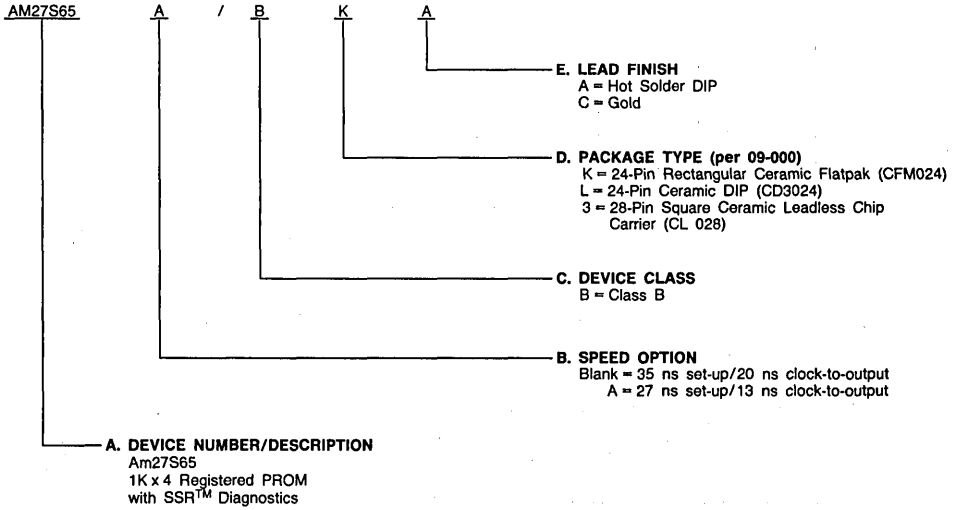 AM27S65 A / B K A
E. LEAD FINISH
A = Hot Solder DIP
C = Gold
D. PACKAGE TYPE (per 09-000)
K = 24-Pin Rectangular Ceramic Flatpak (CFM024)
L = 24-Pin Ceramic DIP (CD3024)
3 = 28-Pin Square Ceramic Leadless Chip
Carrier (CL 028)
C. DEVICE CLASS
B = Class B
B. SPEED OPTION
Blank = 35 ns set-up/20 ns clock-to-output
A = 27 ns set-up/13 ns clock-to-output
A. DEVICE NUMBER/DESCRIPTION
Am27S65
1K x 4 Registered PROM
with SSR™ Diagnostics